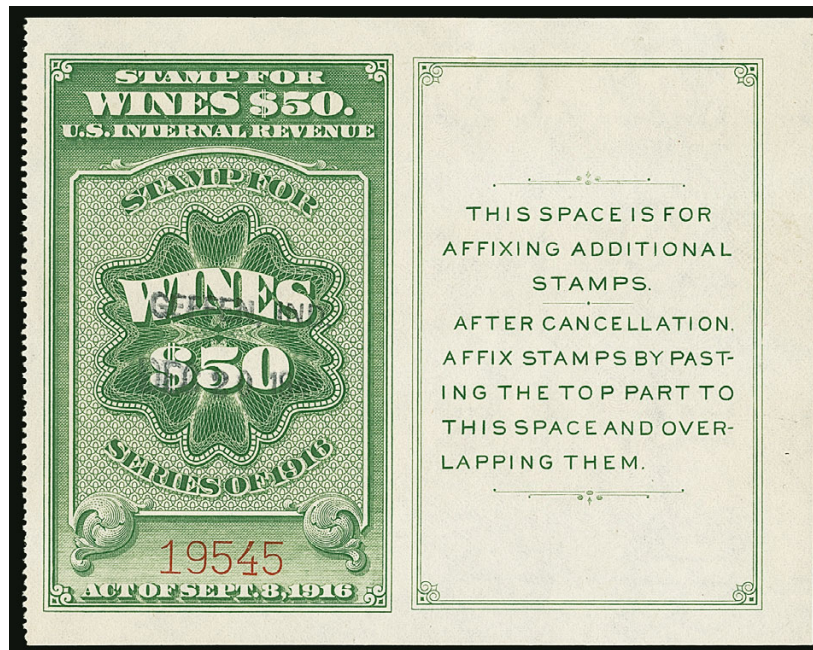 STAMP FOR
WINES $50.
U.S. INTERNAL REVENUE
STAMP FOR
WINES
$50
SERIES OF 1916
19545
ACT OF SEPT. 8, 1916
THIS SPACE IS FOR
AFFIXING ADDITIONAL
STAMPS.
AFTER CANCELLATION.
AFFIX STAMPS BY PAST-
ING THE TOP PART TO
THIS SPACE AND OVER-
LAPPING THEM.